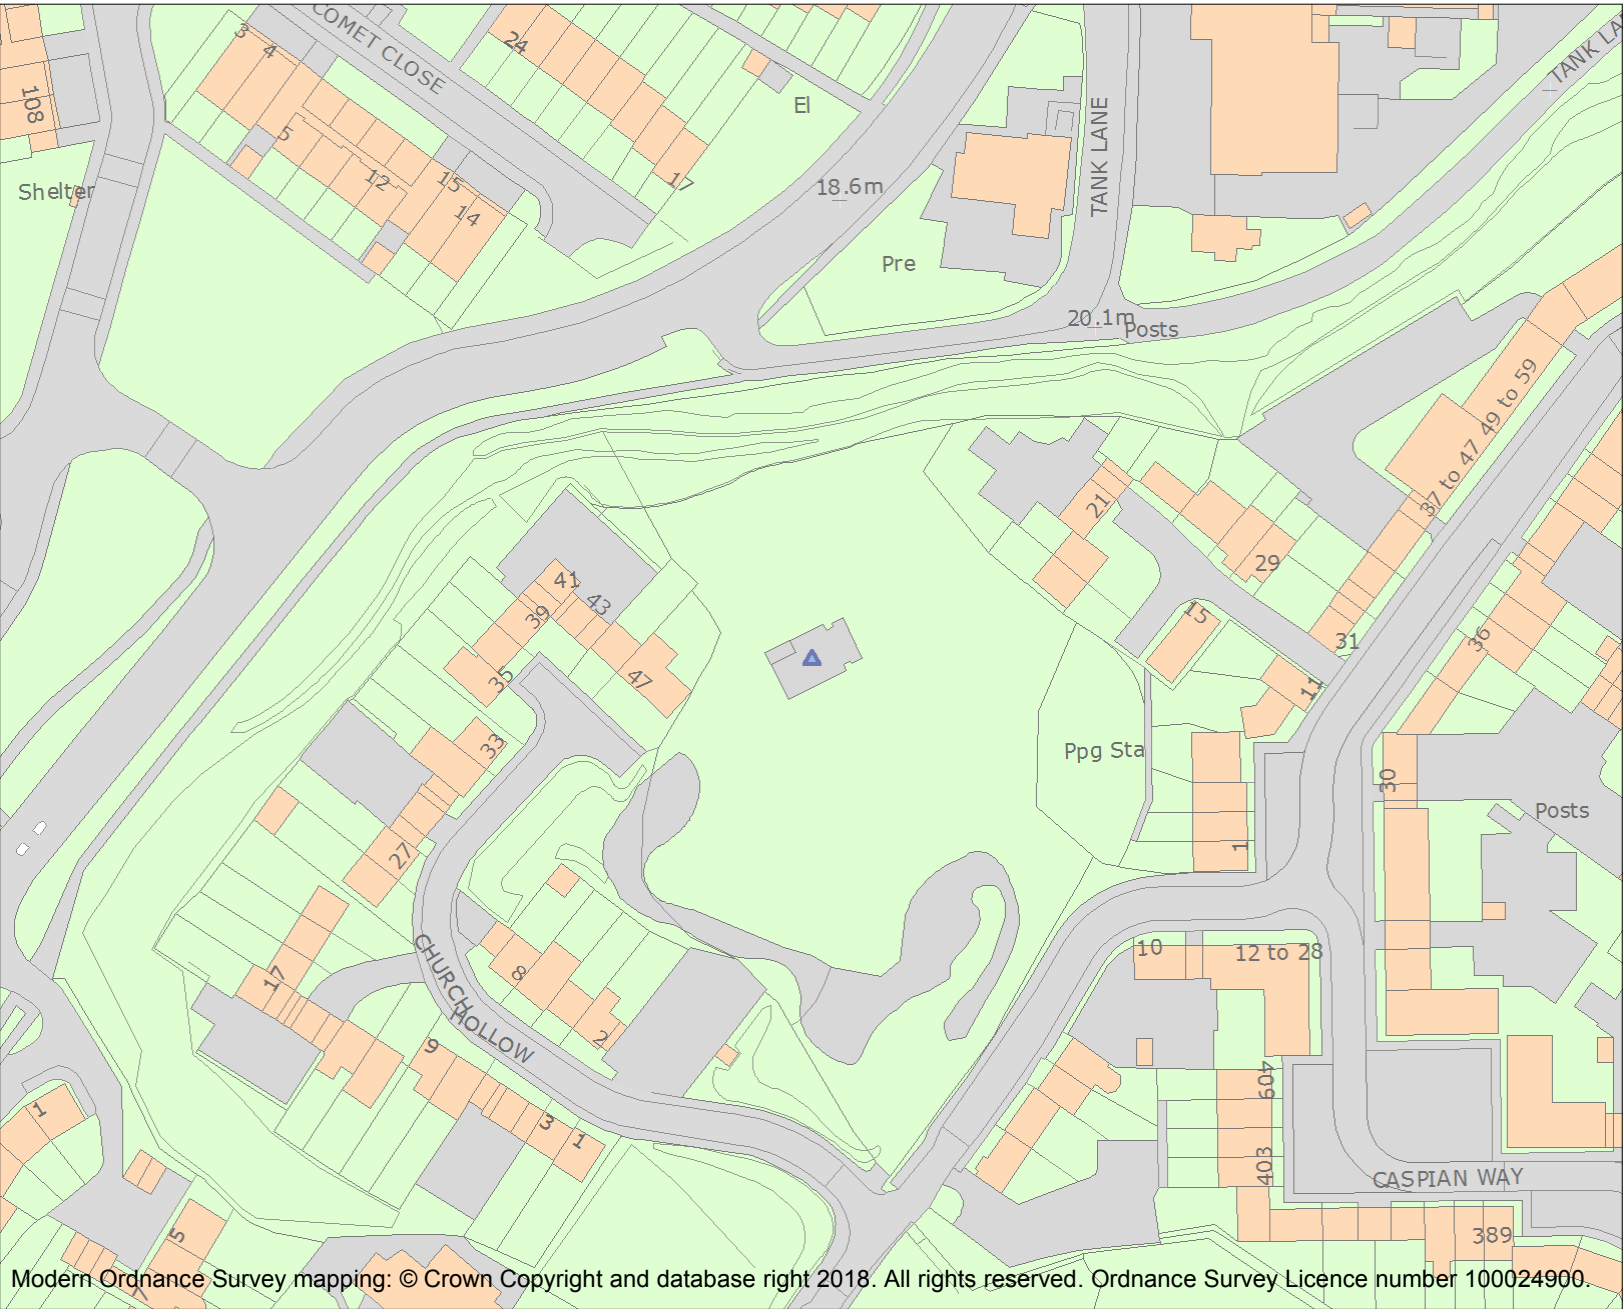 COMET CLOSE
3
4
24
TANK LA
108
El
TANK LANE
5
12
15
14
17
Shelter
18.6m
Pre
20.1m
Posts
37 to 47
49 to 59
21
29
41
43
39
15
31
36
35
47
11
33
Ppg Sta
30
Posts
27
1
CHURCH HOLLOW
10
12 to 28
8
17
2
9
409
1
3
1
403
CASPIAN WAY
5
389
7
Modern Ordnance Survey mapping: © Crown Copyright and database right 2018. All rights reserved. Ordnance Survey Licence number 100024900.